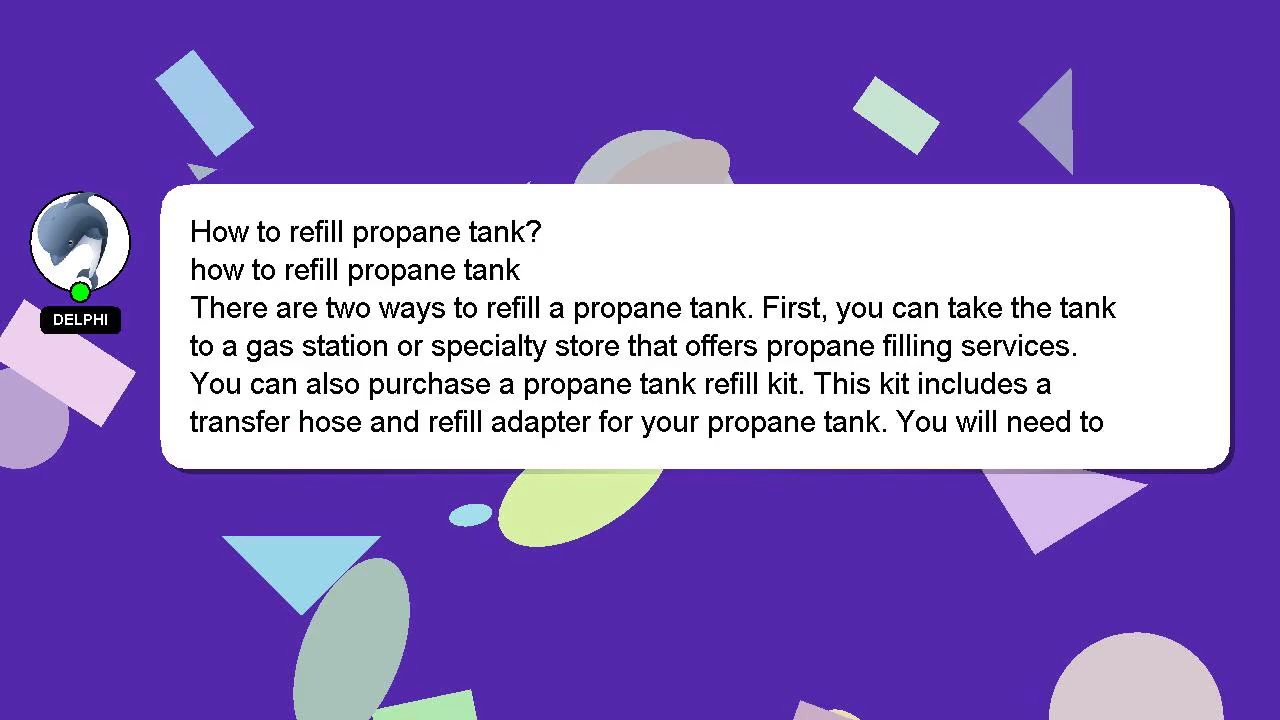 How to refill propane tank?
how to refill propane tank
There are two ways to refill a propane tank. First, you can take the tank
to a gas station or specialty store that offers propane filling services.
You can also purchase a propane tank refill kit. This kit includes a
transfer hose and refill adapter for your propane tank. You will need to
DELPHI